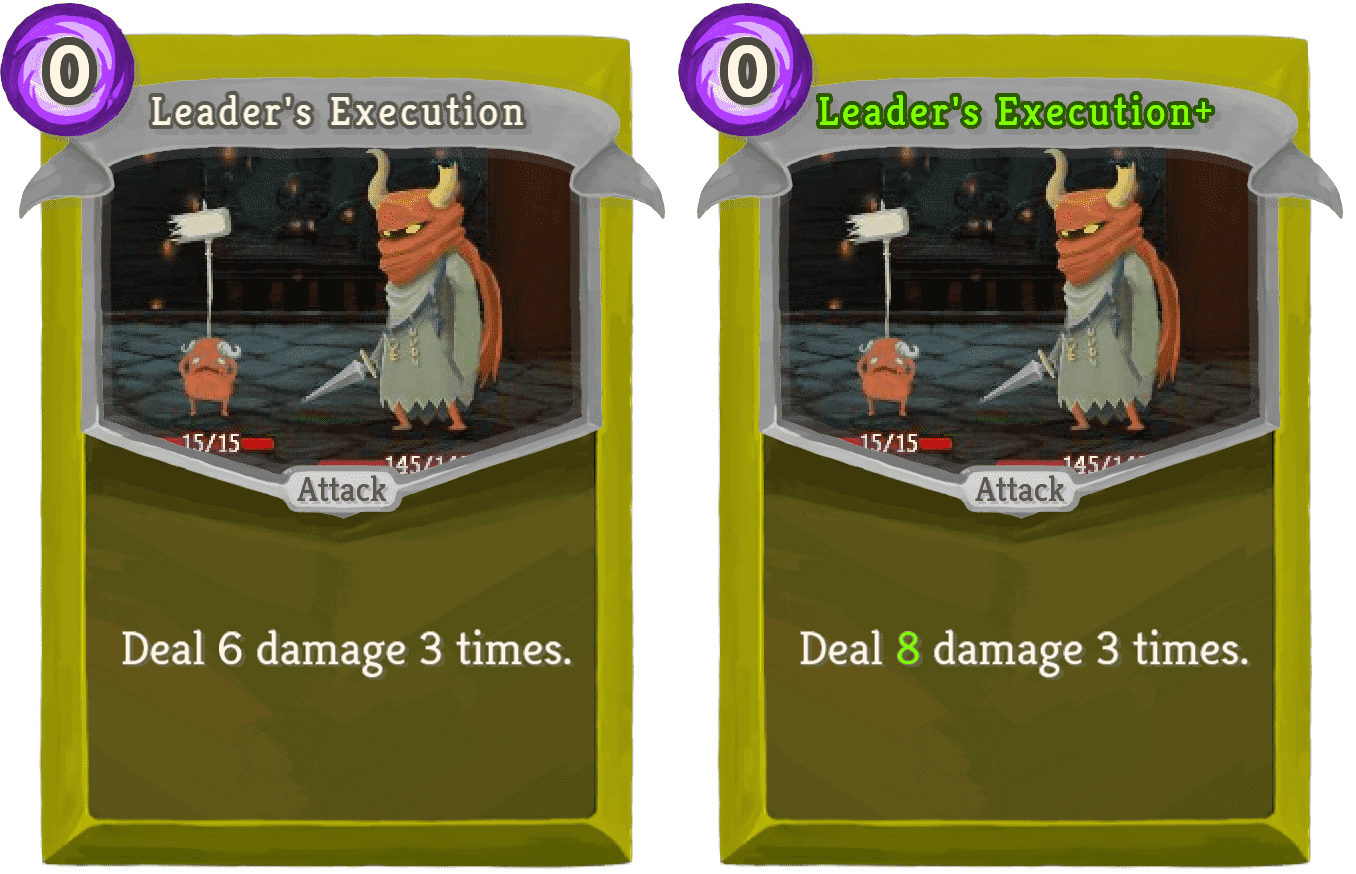 0
Leader's Execution
15/15
Attack
Deal 6 damage 3 times.
0
Leader's Execution+
15/15
Attack
Deal 8 damage 3 times.